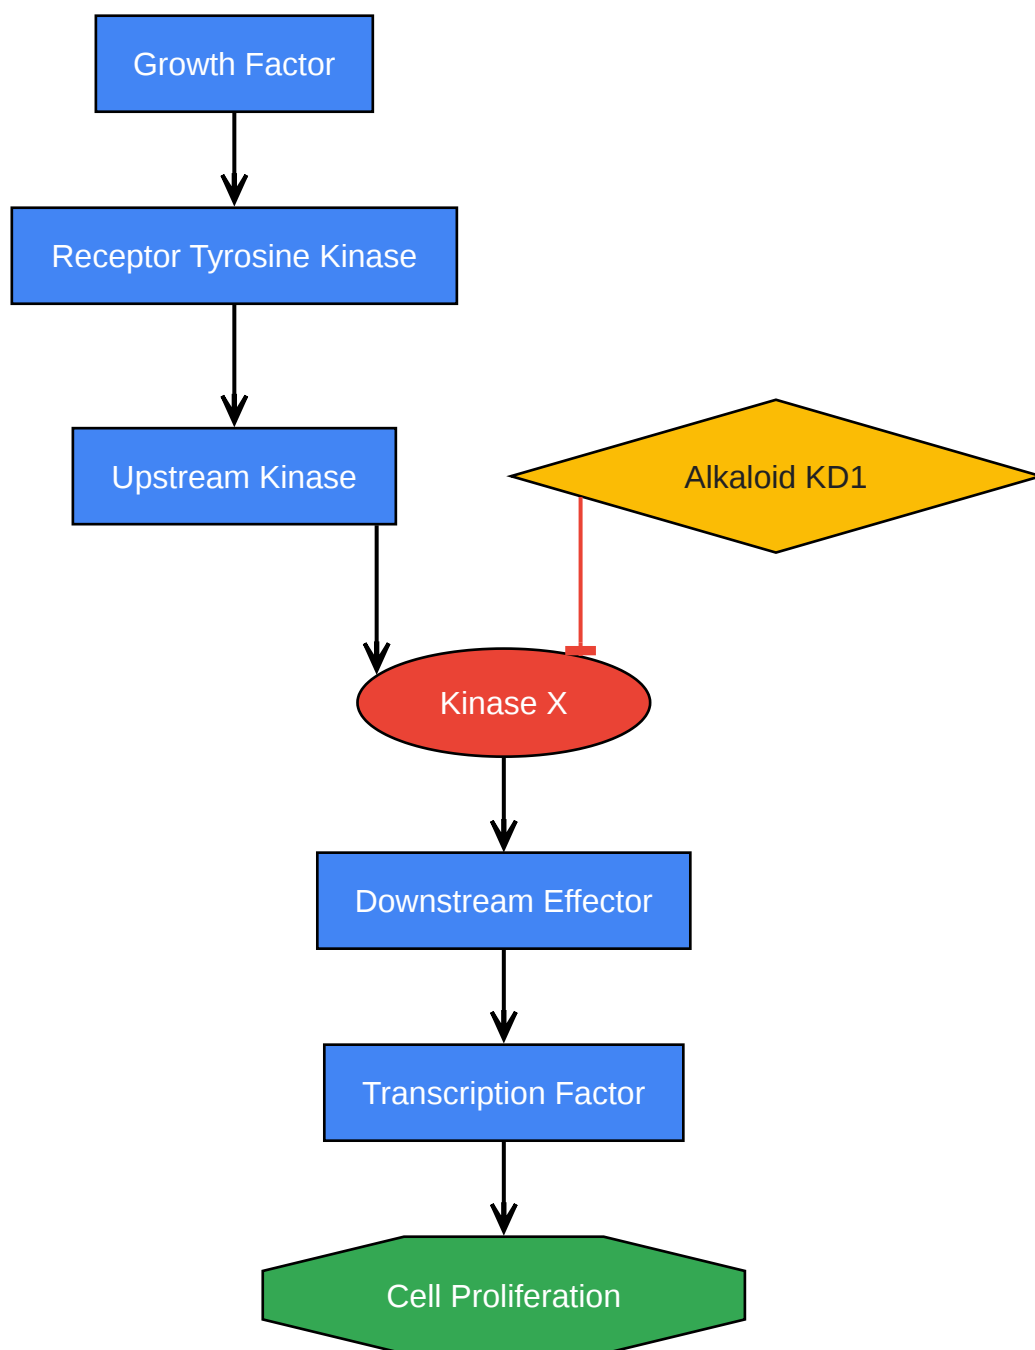 Growth Factor
Receptor Tyrosine Kinase
Upstream Kinase
Alkaloid KD1
Kinase X
Downstream Effector
Transcription Factor
Cell Proliferation